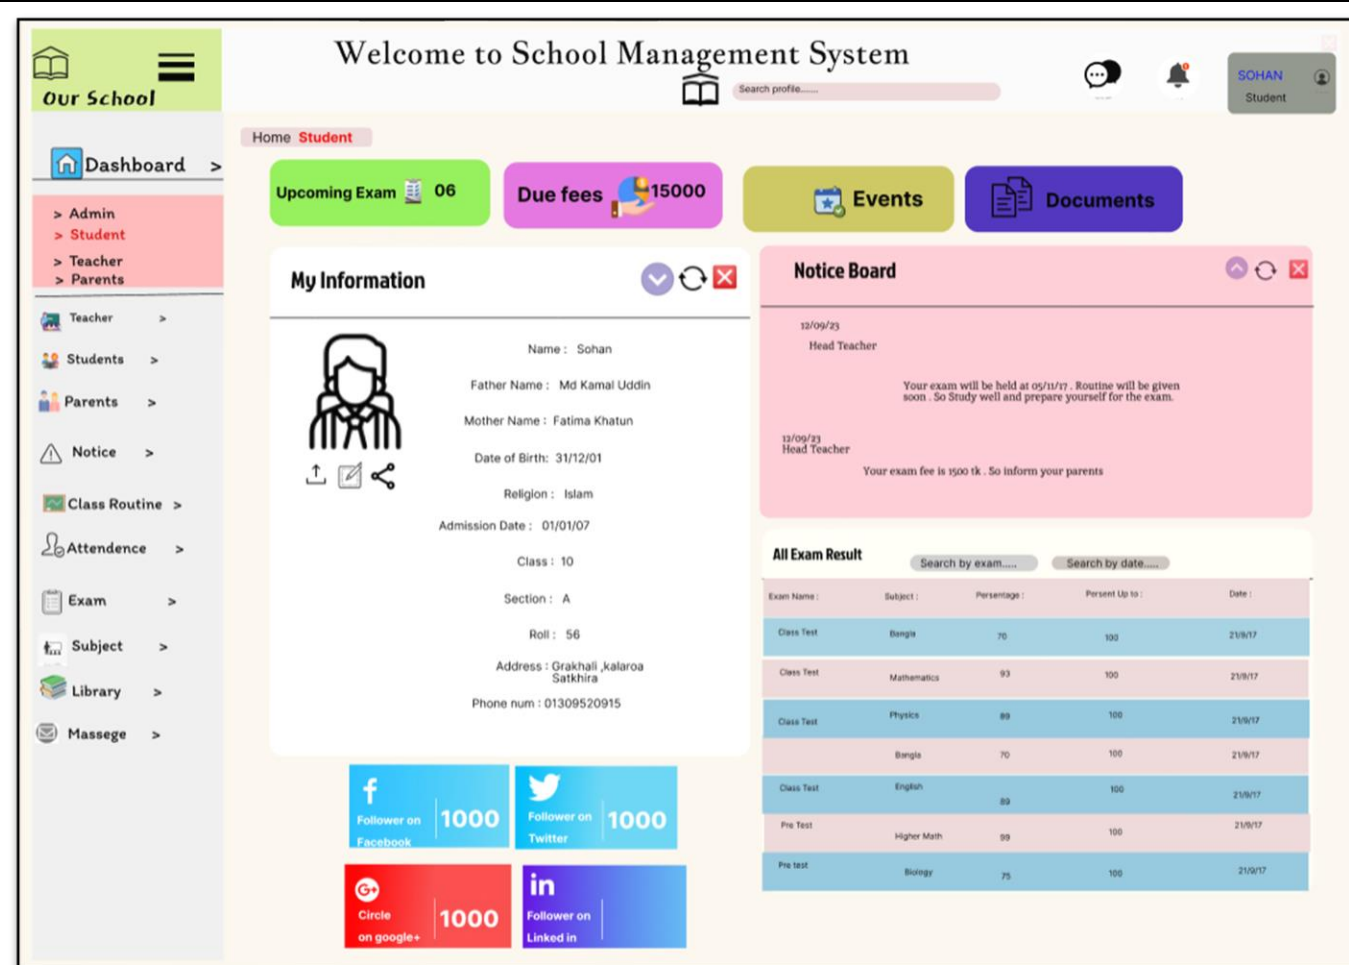 Welcome to School Management System
Our School
Search profile......
SOHAN
Student
Home Student
Dashboard >
> Admin
> Student
> Teacher
> Parents
Teacher >
Students >
Parents >
Notice >
Class Routine >
Attendence >
Exam >
Subject >
Library >
Massege >
Upcoming Exam 06
Due fees 15000
Events
Documents
My Information
Name : Sohan
Father Name : Md Kamal Uddin
Mother Name : Fatima Khatun
Date of Birth: 31/12/01
Religion : Islam
Admission Date : 01/01/07
Class : 10
Section : A
Roll : 56
Address : Grakhali ,kalaroa
Satkhira
Phone num : 01309520915
Notice Board
12/09/23
Head Teacher
Your exam will be held at 05/11/17 . Routine will be given
soon . So Study well and prepare yourself for the exam.
12/09/23
Head Teacher
Your exam fee is 1500 tk . So inform your parents
All Exam Result
Search by exam.....
Search by date.....
Exam Name : Subject : Persentage : Persent Up to : Date :
Class Test Bangla 70 100 21/9/17
Class Test Mathematics 93 100 21/9/17
Class Test Physics 89 100 21/9/17
Bangla 70 100 21/9/17
Class Test English 89 100 21/9/17
Pre Test Higher Math 99 100 21/9/17
Pre test Biology 75 100 21/9/17
Follower on
Facebook
1000
Follower on
Twitter
1000
G+
Circle
on google+
1000
in
Follower on
Linked in